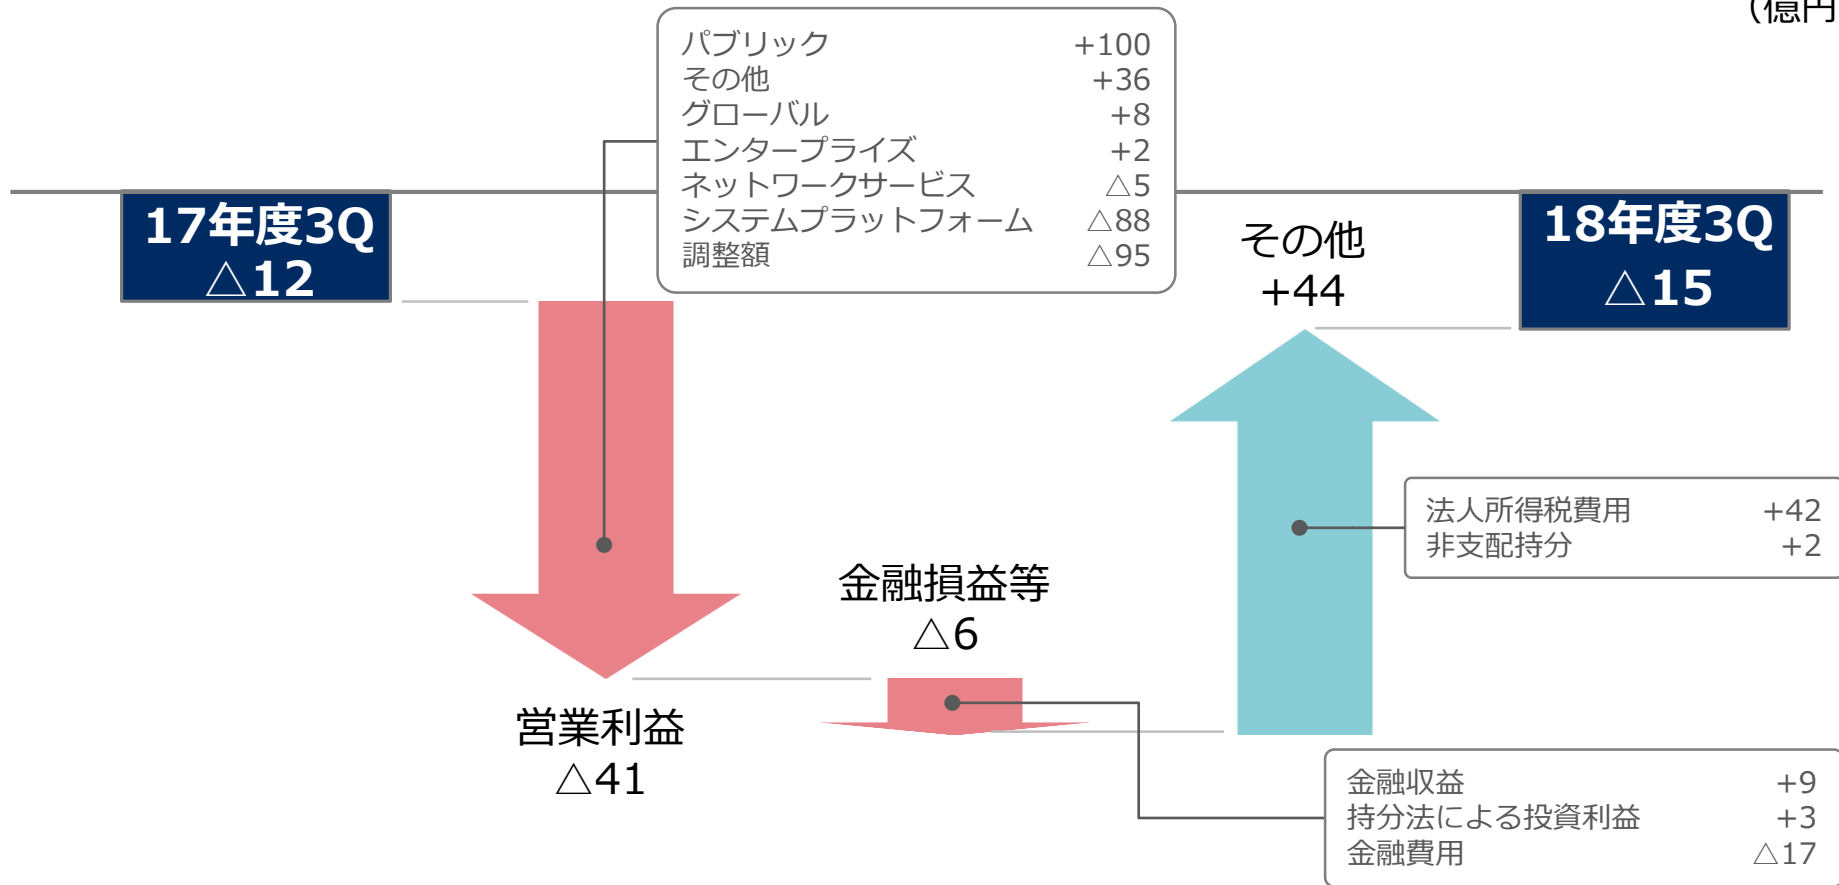 （億円
パブリック +100
その他 +36
グローバル +8
エンタープライズ +2
ネットワークサービス △5
システムプラットフォーム △88
調整額 △95
17年度3Q
△12
その他
+44
18年度3Q
△15
法人所得税費用 +42
非支配持分 +2
金融損益等
△6
営業利益
△41
金融収益 +9
持分法による投資利益 +3
金融費用 △17